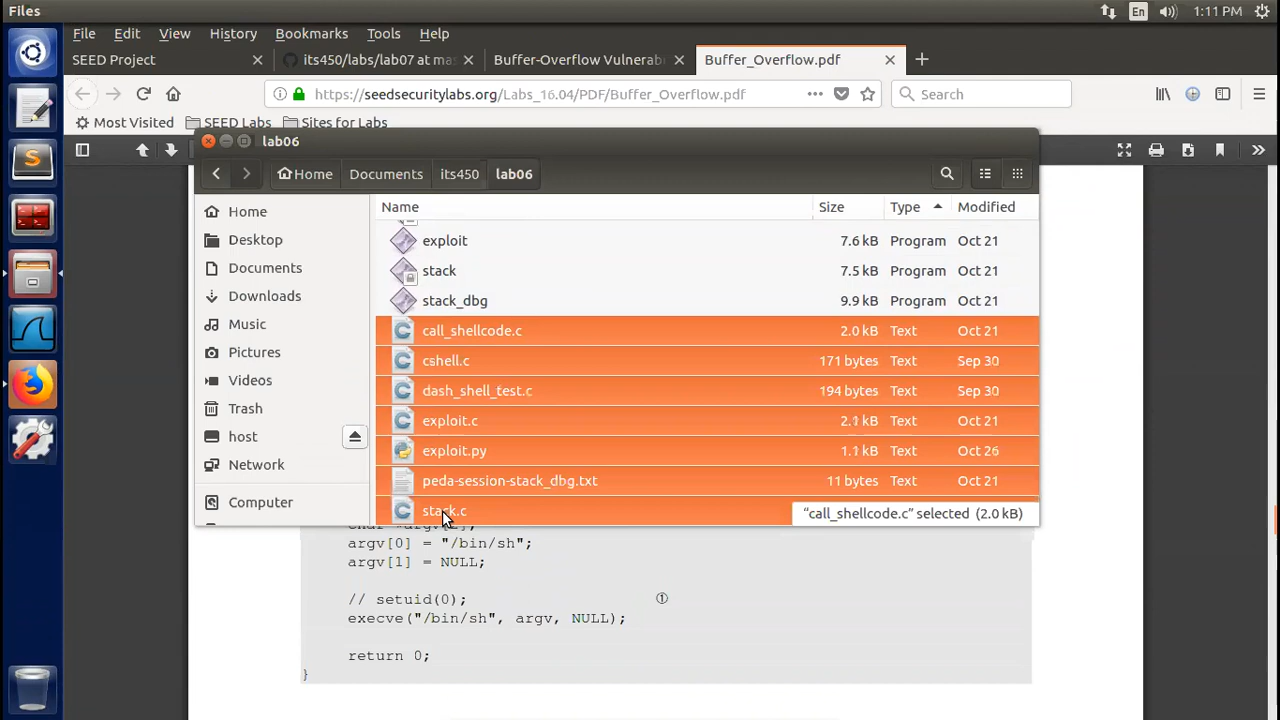 Files
En
1:11 PM
File Edit View History Bookmarks Tools Help
SEED Project
its450/labs/lab07 at mas
Buffer-Overflow Vulnerab
Buffer_Overflow.pdf
https://seedsecuritylabs.org/Labs_16.04/PDF/Buffer_Overflow.pdf
Search
Most Visited SEED Labs Sites for Labs
lab06
Home Documents its450 lab06
Name Size Type Modified
Home
Desktop
Documents
Downloads
Music
Pictures
Videos
Trash
host
Network
Computer
exploit 7.6 kB Program Oct 21
stack 7.5 kB Program Oct 21
stack_dbg 9.9 kB Program Oct 21
call_shellcode.c 2.0 kB Text Oct 21
cshell.c 171 bytes Text Sep 30
dash_shell_test.c 194 bytes Text Sep 30
exploit.c 2.1 kB Text Oct 21
exploit.py 1.1 kB Text Oct 26
peda-session-stack_dbg.txt 11 bytes Text Oct 21
stack.c
“call_shellcode.c” selected (2.0 kB)
argv[0] = "/bin/sh";
argv[1] = NULL;
// setuid(0); ①
execve("/bin/sh", argv, NULL);
return 0;
}